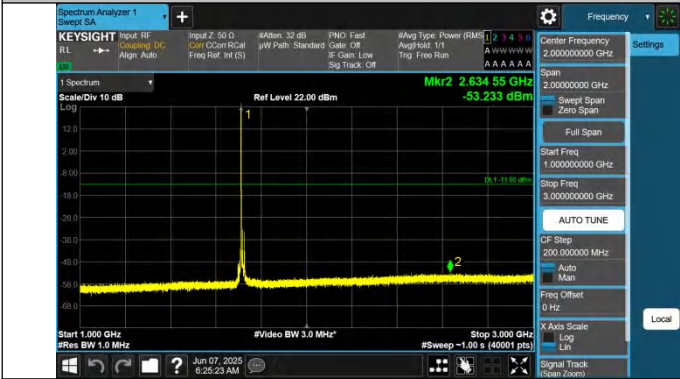 Spectrum Analyzer 1
Swept SA
+
Frequency
KEYSIGHT
RL
Input: RF
Coupling: DC
Align: Auto
Input Z: 50 Ω
Corr CCorr RCal
Freq Ref: Int (S)
#Atten: 32 dB
µW Path: Standard
PNO: Fast
Gate: Off
IF Gain: Low
Sig Track: Off
#Avg Type: Power (RMS)
Avg|Hold: 1/1
Trig: Free Run
1 2 3 4 5 6
A W W W W W
A A A A A A
1 Spectrum
Scale/Div 10 dB
Ref Level 22.00 dBm
Mkr2 2.634 55 GHz
-53.233 dBm
Log
12.0
2.00
-8.00
-18.0
-28.0
-38.0
-48.0
-58.0
-68.0
1
2
DL1 -13.00 dBm
Start 1.000 GHz
#Res BW 1.0 MHz
#Video BW 3.0 MHz*
Stop 3.000 GHz
#Sweep ~1.00 s (40001 pts)
Jun 07, 2025
6:25:23 AM
Center Frequency
2.000000000 GHz
Span
2.00000000 GHz
Swept Span
Zero Span
Full Span
Start Freq
1.000000000 GHz
Stop Freq
3.000000000 GHz
AUTO TUNE
CF Step
200.000000 MHz
Auto
Man
Freq Offset
0 Hz
X Axis Scale
Log
Lin
Signal Track
(Span Zoom)
Settings
Local